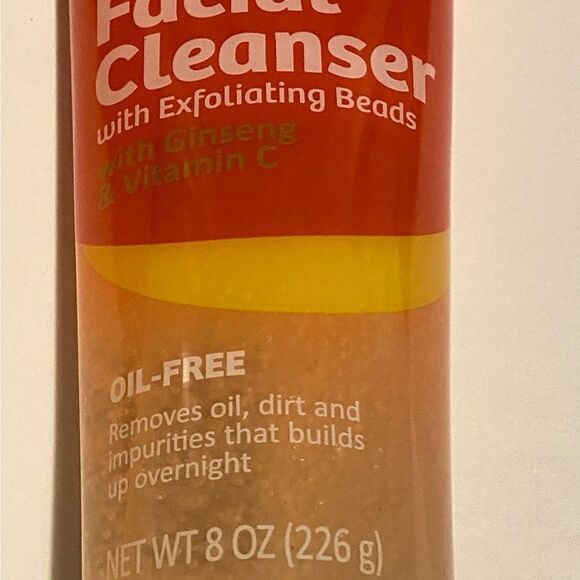 Facial
Cleanser
with Exfoliating Beads
with Ginseng
& Vitamin C
OIL-FREE
Removes oil, dirt and
impurities that builds
up overnight
NET WT 8 OZ (226 g)